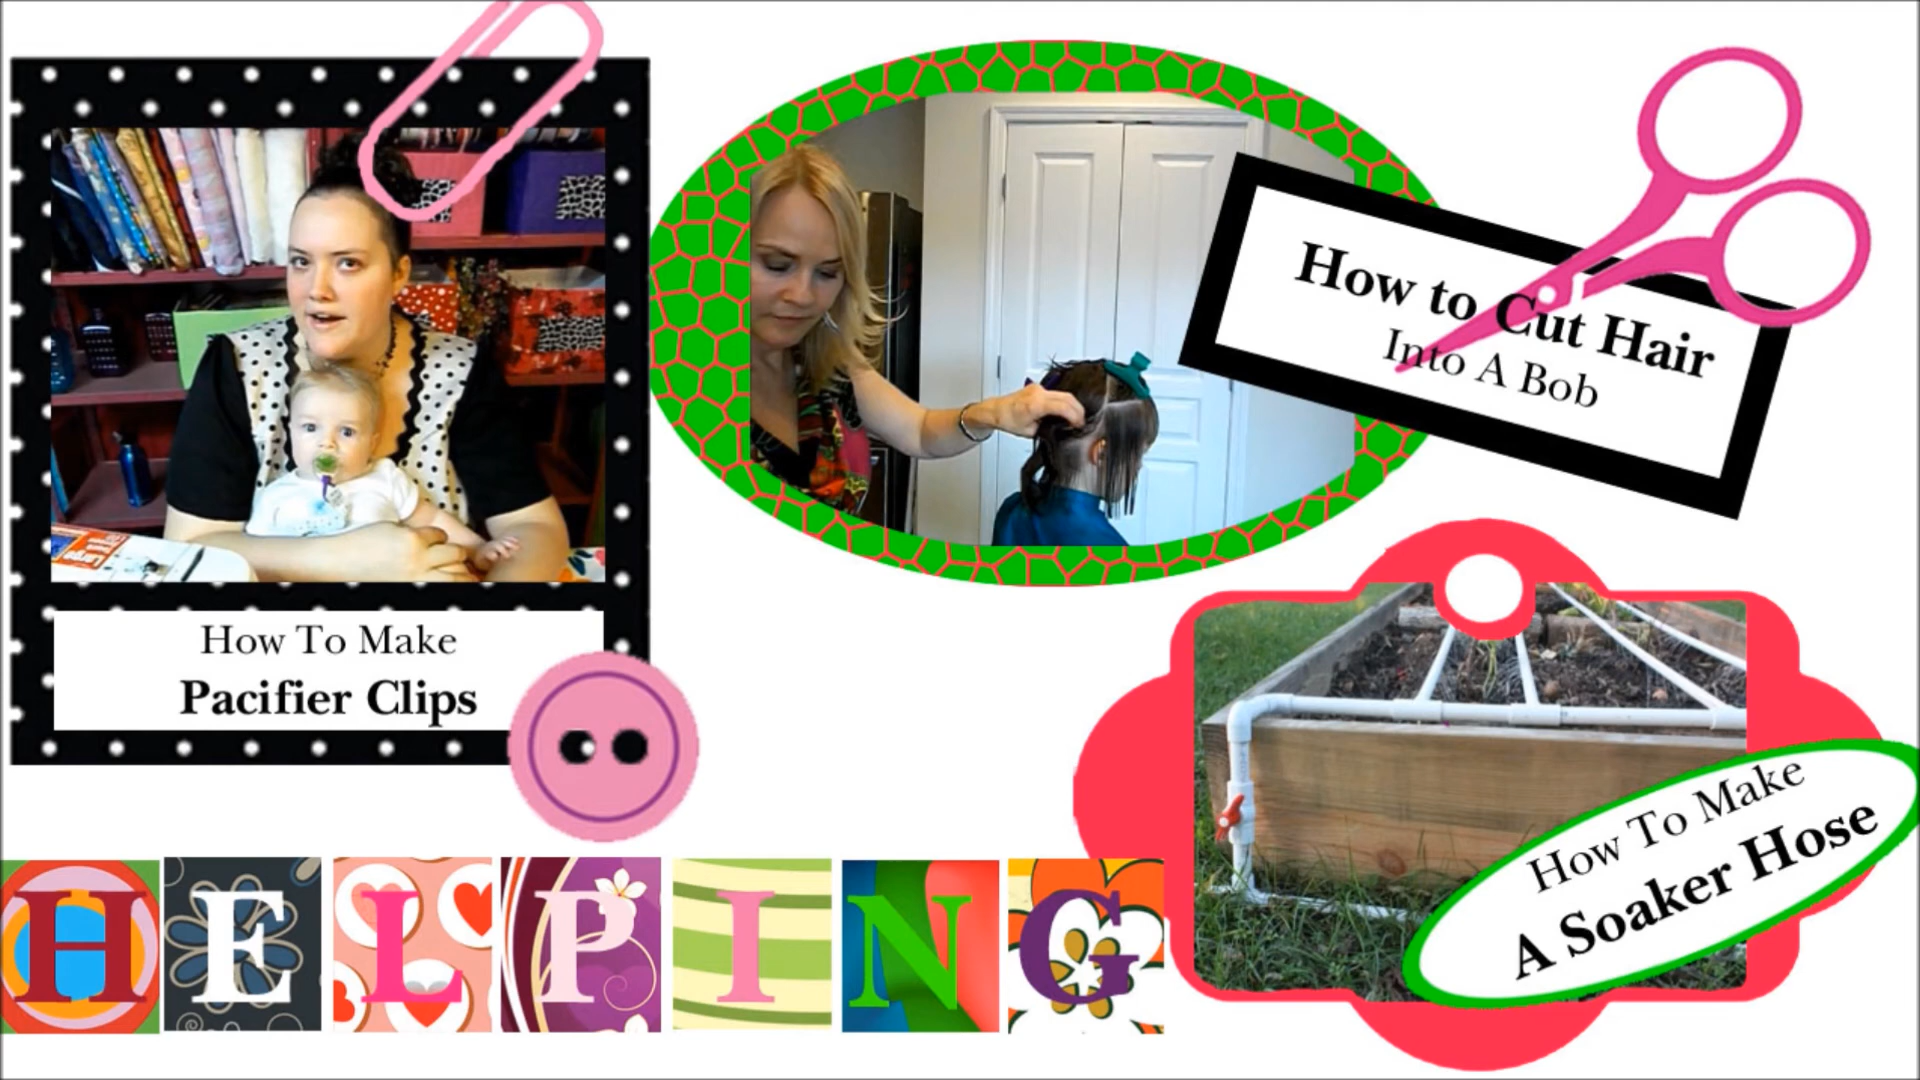 How To Make
Pacifier Clips
How to Cut Hair
Into A Bob
How To Make
A Soaker Hose
HELPING